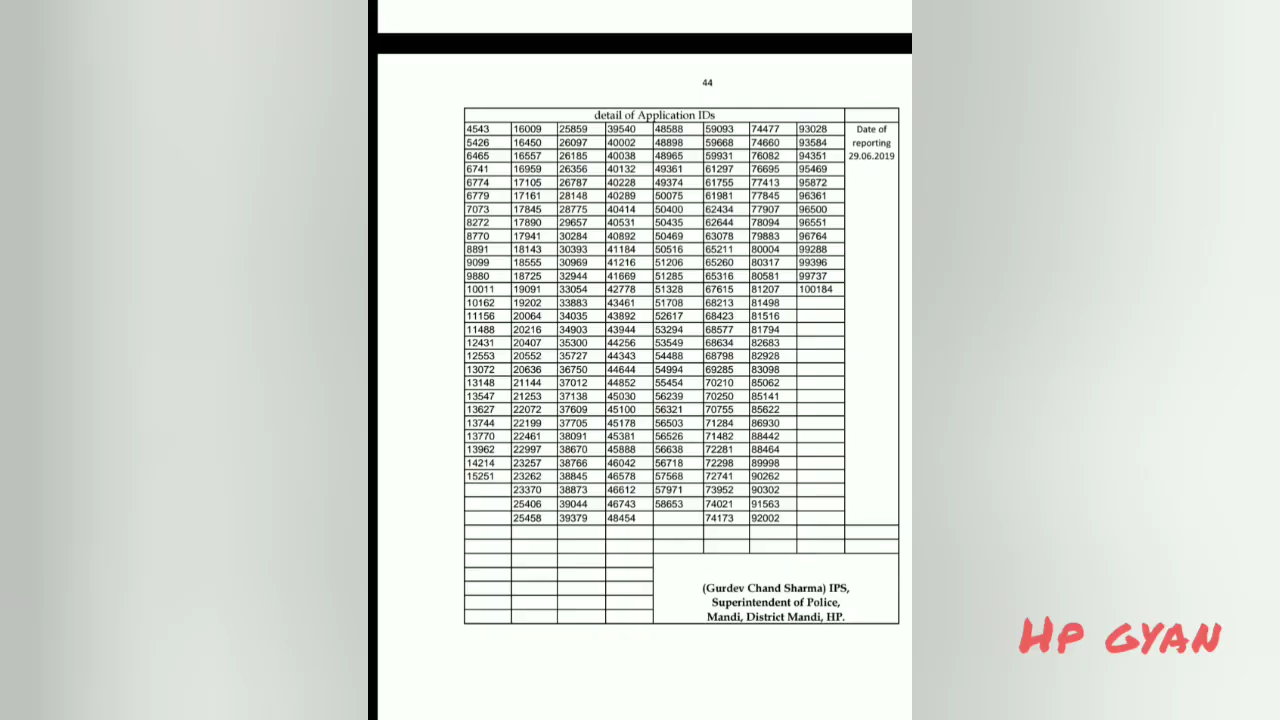 44
detail of Application IDs
4543 16009 25859 39540 48588 59093 74477 93028 Date of
5426 16450 26097 40002 48898 59668 74660 93584 reporting
6465 16557 26185 40038 48965 59931 76082 94351 29.06.2019
6741 16959 26356 40132 49361 61297 76695 95469
6774 17105 26787 40228 49374 61755 77413 95872
6779 17161 28148 40289 50075 61981 77845 96361
7073 17845 28775 40414 50400 62434 77907 96500
8272 17890 29657 40531 50435 62644 78094 96551
8770 17941 30284 40892 50469 63078 79883 96764
8891 18143 30393 41184 50516 65211 80004 99288
9099 18555 30969 41216 51206 65260 80317 99396
9880 18725 32944 41669 51285 65316 80581 99737
10011 19091 33054 42778 51328 67615 81207 100184
10162 19202 33883 43461 51708 68213 81498
11156 20064 34035 43892 52617 68423 81516
11488 20216 34903 43944 53294 68577 81794
12431 20407 35300 44256 53549 68634 82683
12553 20552 35727 44343 54488 68798 82928
13072 20636 36750 44644 54994 69285 83098
13148 21144 37012 44852 55454 70210 85062
13547 21253 37138 45030 56239 70250 85141
13627 22072 37609 45100 56321 70755 85622
13744 22199 37705 45178 56503 71284 86930
13770 22461 38091 45381 56526 71482 88442
13962 22997 38670 45888 56638 72281 88464
14214 23257 38766 46042 56718 72298 89998
15251 23262 38845 46578 57568 72741 90262
23370 38873 46612 57971 73952 90302
25406 39044 46743 58653 74021 91563
25458 39379 48454 74173 92002
(Gurdev Chand Sharma) IPS,
Superintendent of Police,
Mandi, District Mandi, HP.
HP GYAN